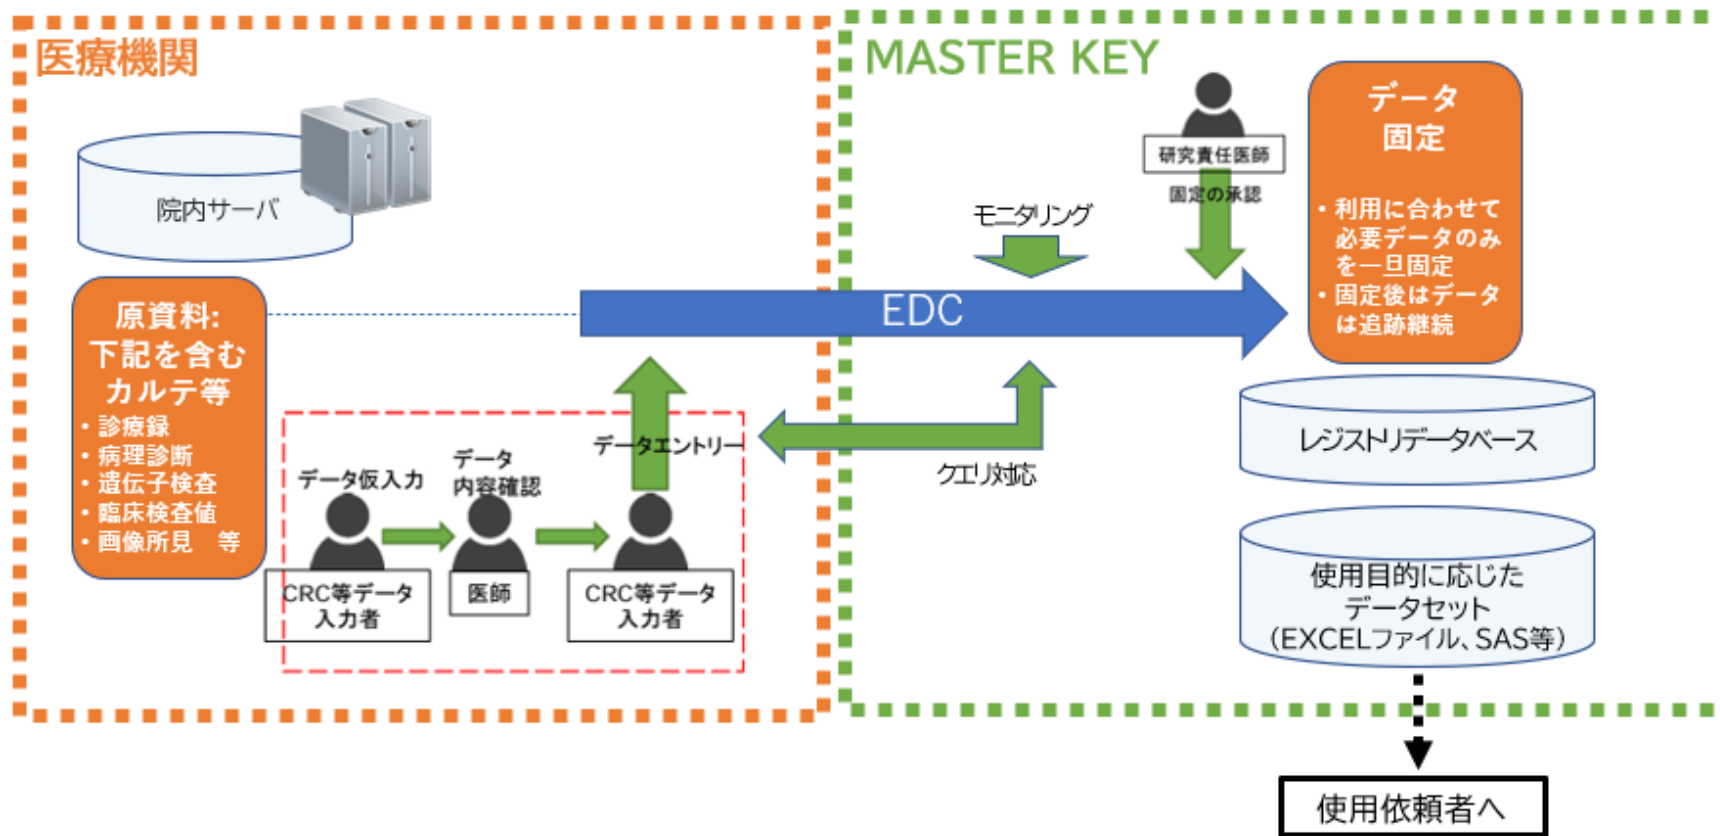 医療機関
院内サーバ
原資料:
下記を含む
カルテ等
・診療録
・病理診断
・遺伝子検査
・臨床検査値
・画像所見　等
データ仮入力
データ
内容確認
データエントリー
CRC等データ
入力者
医師
CRC等データ
入力者
MASTER KEY
研究責任医師
固定の承認
モニタリング
EDC
クエリ対応
データ
固定
・利用に合わせて
必要データのみ
を一旦固定
・固定後はデータ
は追跡継続
レジストリデータベース
使用目的に応じた
データセット
（EXCELファイル、SAS等）
使用依頼者へ